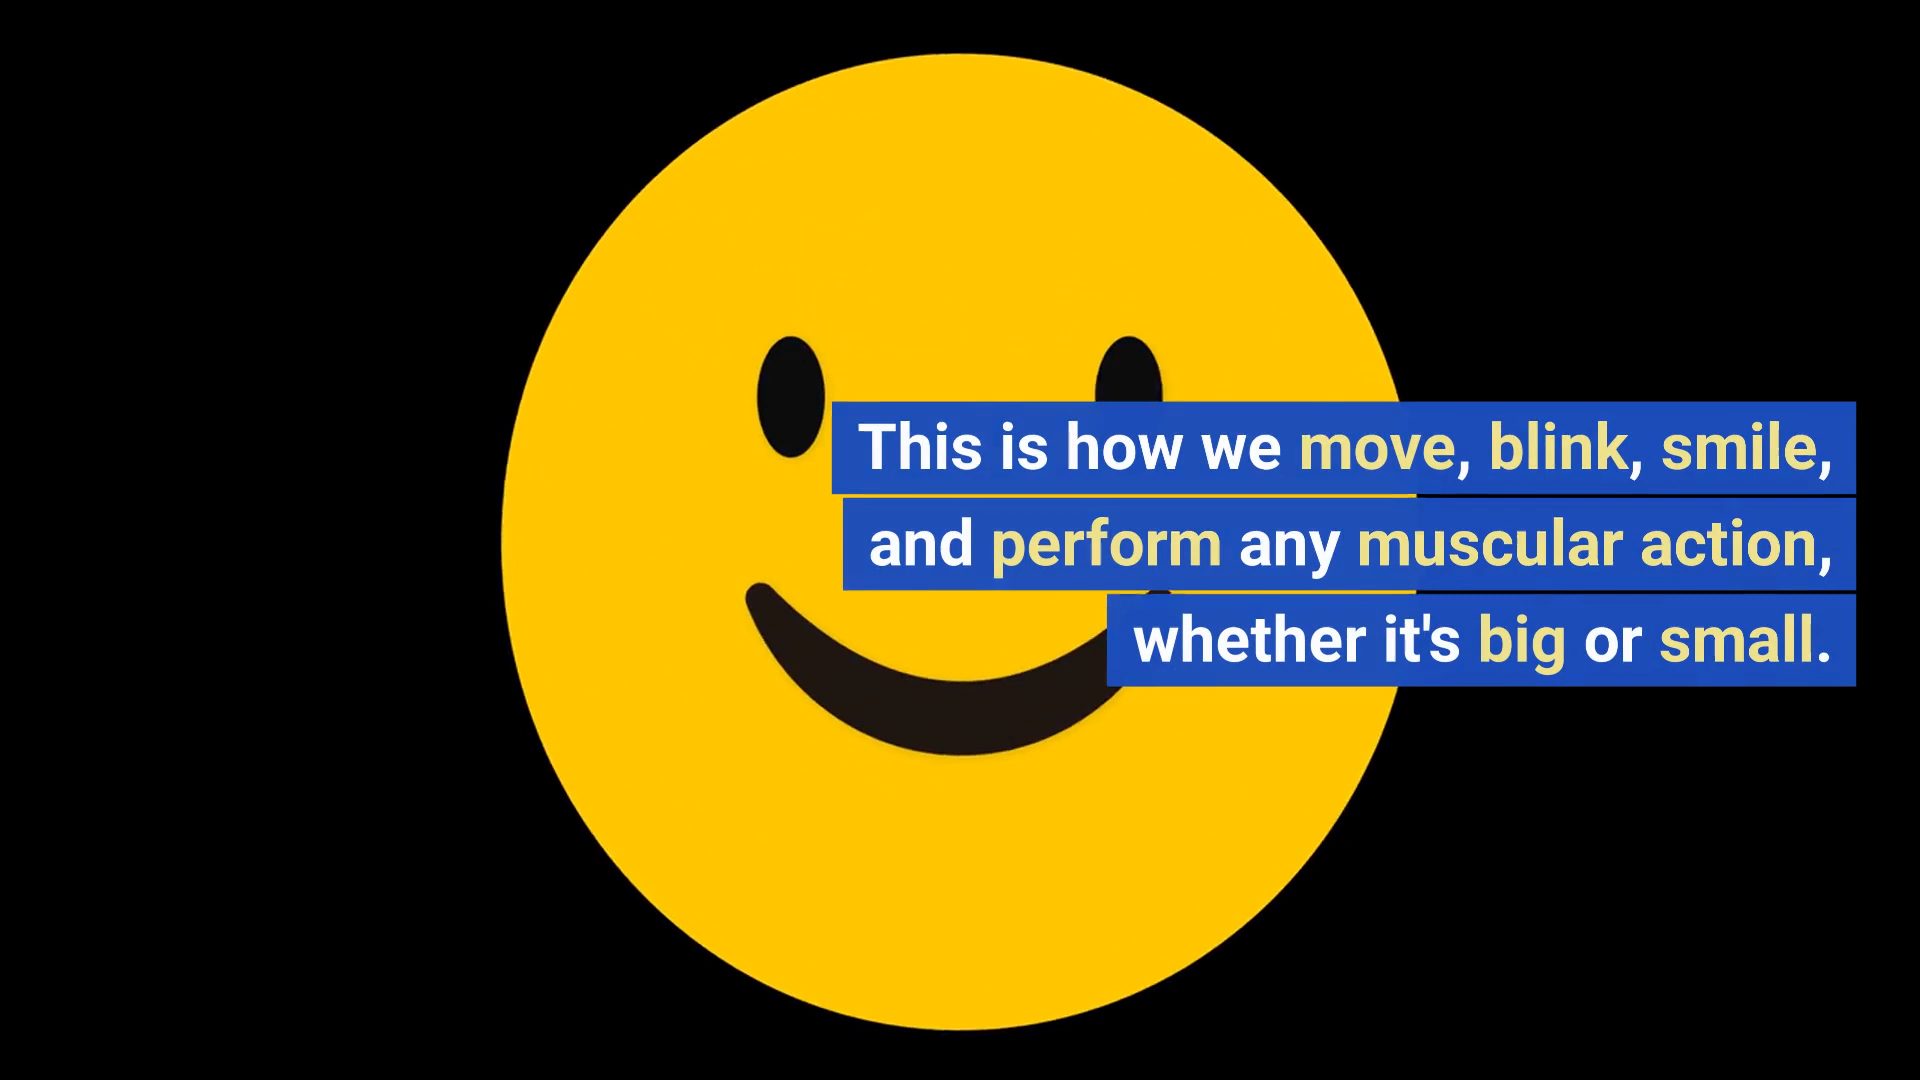 This is how we move, blink, smile,
and perform any muscular action,
whether it's big or small.